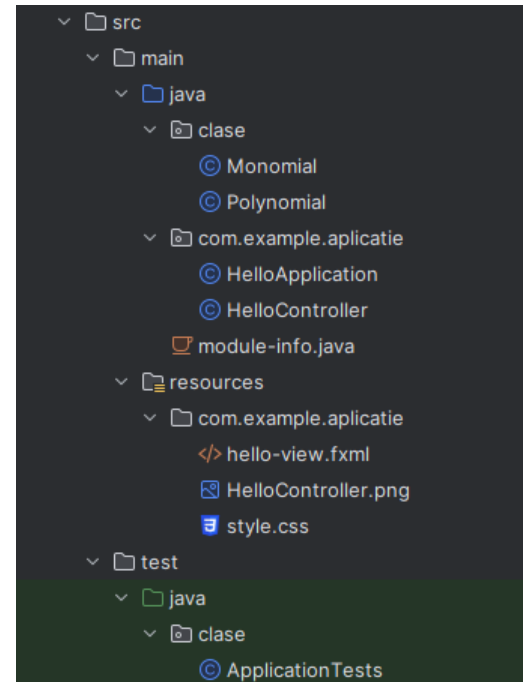 src
main
java
clase
Monomial
Polynomial
com.example.aplicatie
HelloApplication
HelloController
module-info.java
resources
com.example.aplicatie
hello-view.fxml
HelloController.png
style.css
test
java
clase
ApplicationTests